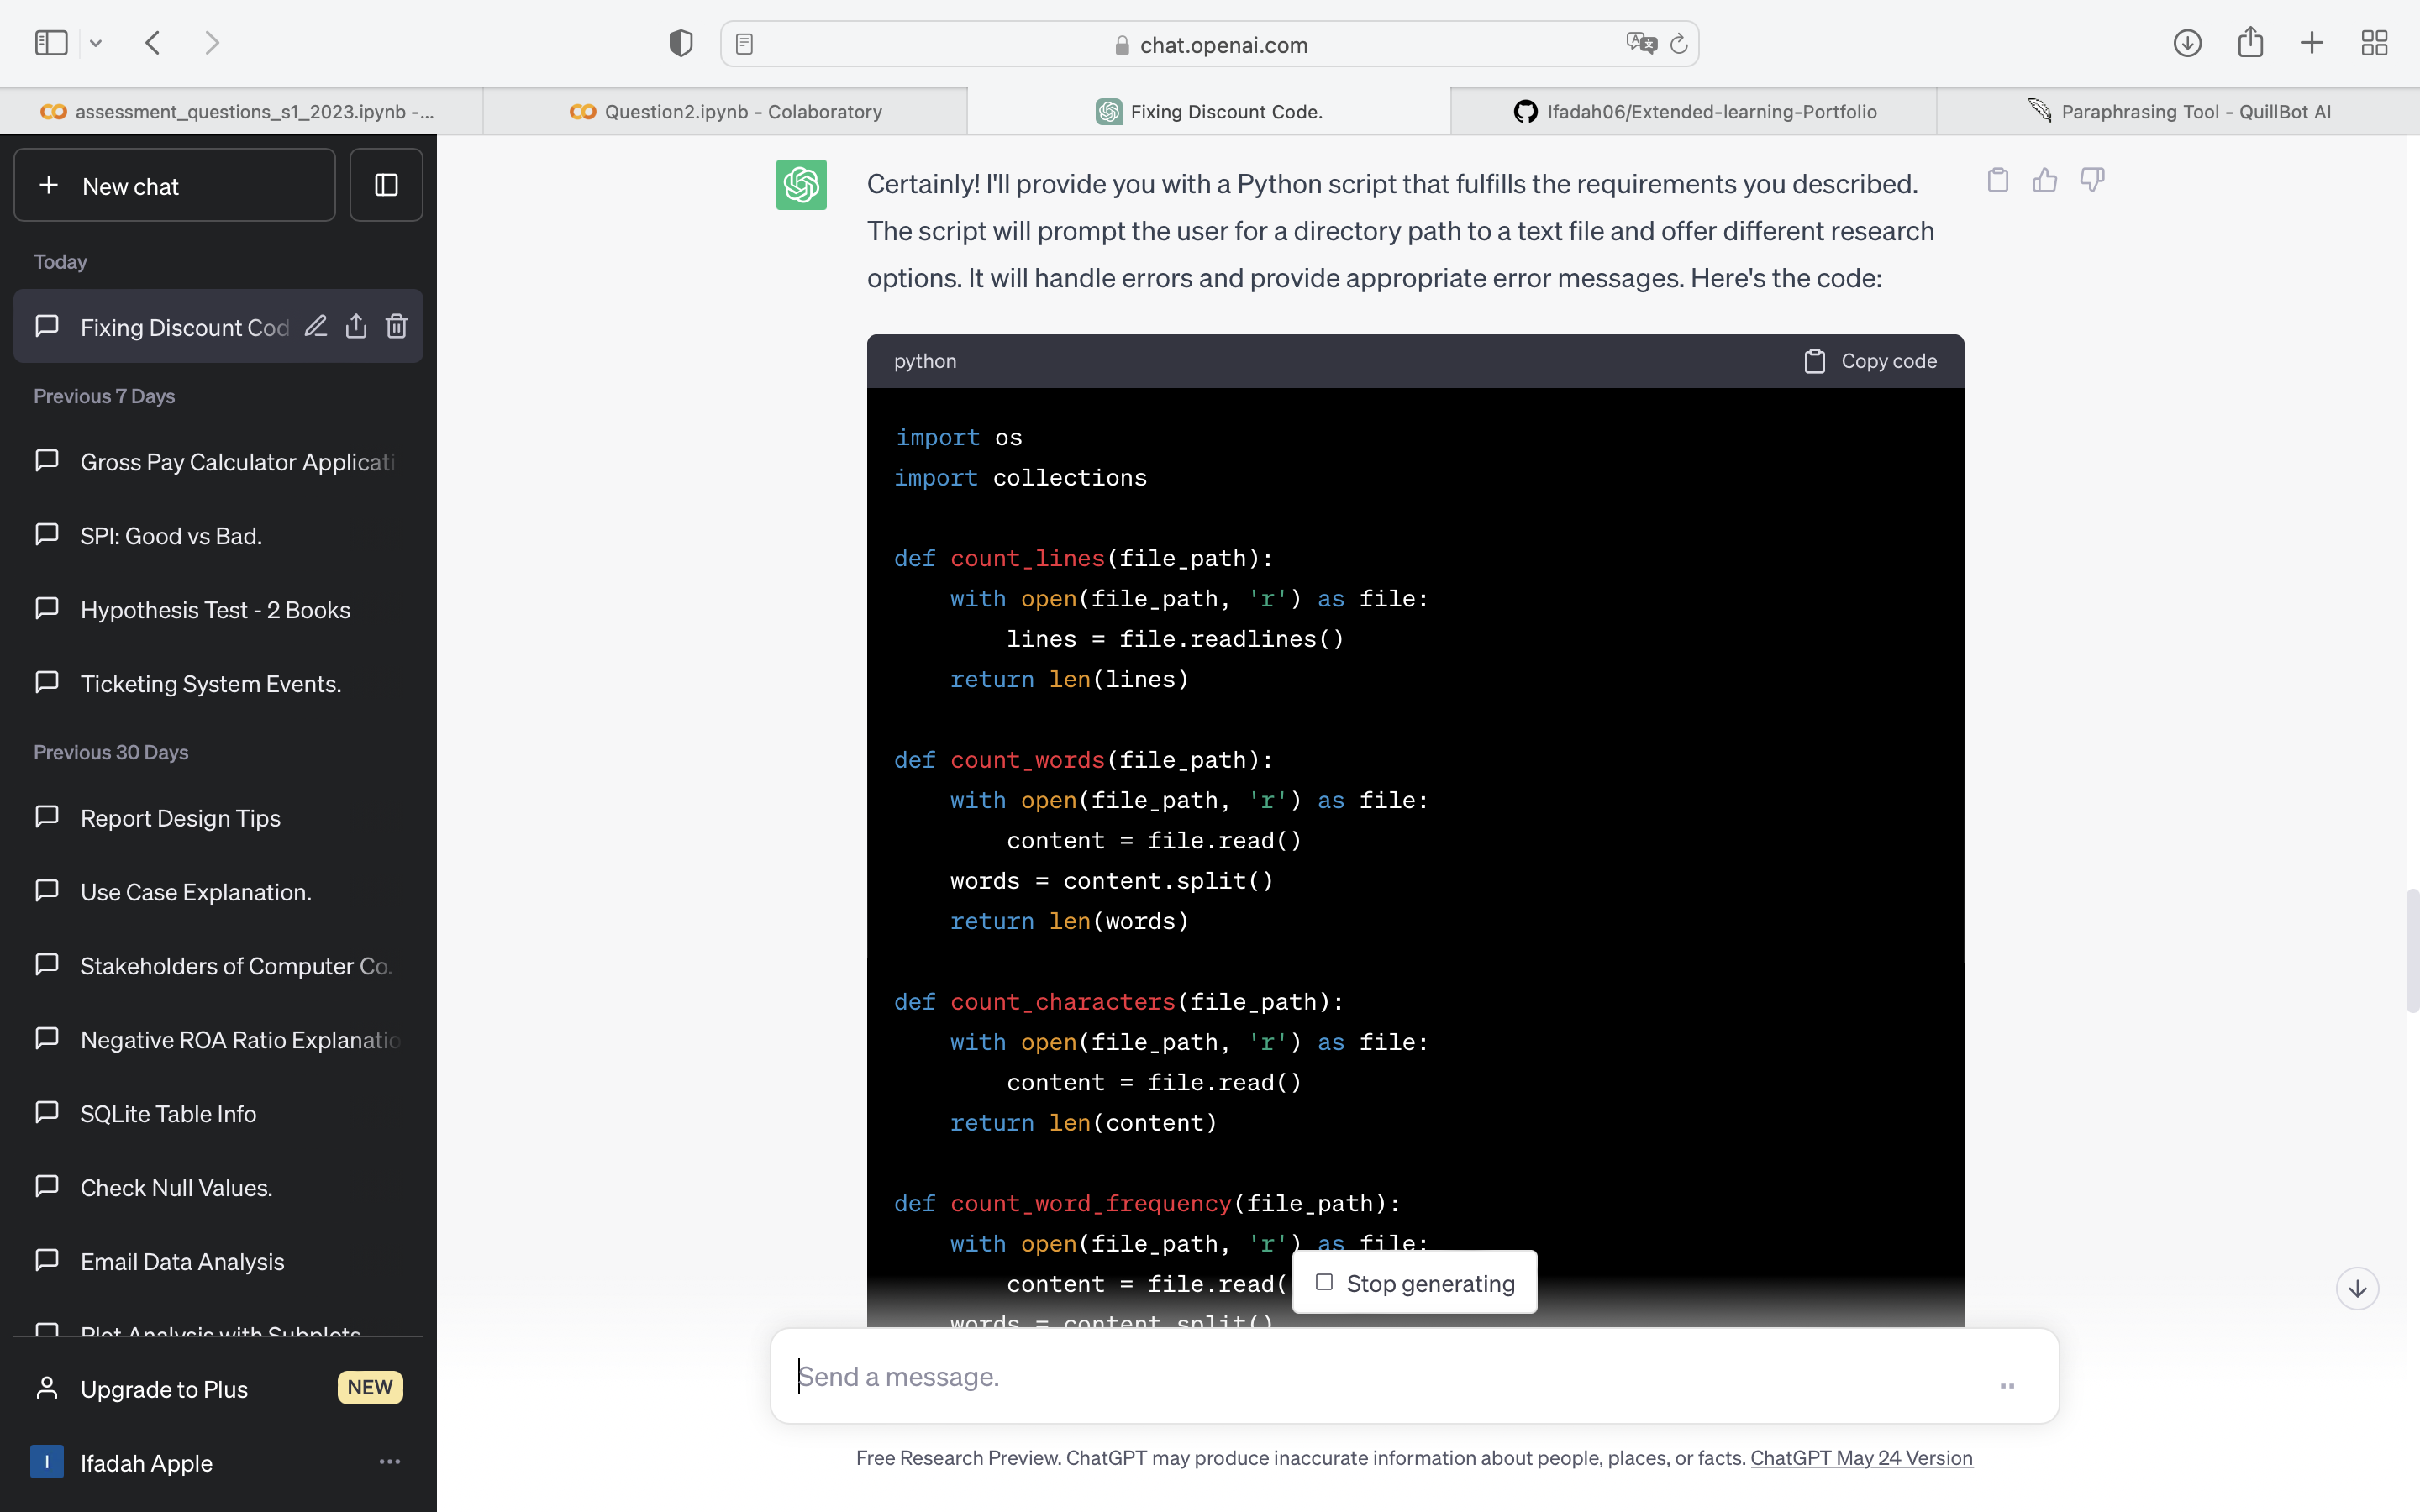 chat.openai.com
assessment_questions_s1_2023.ipynb -...
Question2.ipynb - Colaboratory
Fixing Discount Code.
Ifadah06/Extended-learning-Portfolio
Paraphrasing Tool - QuillBot AI
New chat
Today
Fixing Discount Cod
Previous 7 Days
Gross Pay Calculator Applicati
SPI: Good vs Bad.
Hypothesis Test - 2 Books
Ticketing System Events.
Previous 30 Days
Report Design Tips
Use Case Explanation.
Stakeholders of Computer Co.
Negative ROA Ratio Explanatio
SQLite Table Info
Check Null Values.
Email Data Analysis
Plot Analysis with Subplots
Upgrade to Plus
NEW
I
Ifadah Apple
Certainly! I'll provide you with a Python script that fulfills the requirements you described.
The script will prompt the user for a directory path to a text file and offer different research
options. It will handle errors and provide appropriate error messages. Here's the code:
python
Copy code
import os
import collections
def count_lines(file_path):
    with open(file_path, 'r') as file:
        lines = file.readlines()
    return len(lines)
def count_words(file_path):
    with open(file_path, 'r') as file:
        content = file.read()
    words = content.split()
    return len(words)
def count_characters(file_path):
    with open(file_path, 'r') as file:
        content = file.read()
    return len(content)
def count_word_frequency(file_path):
    with open(file_path, 'r') as file:
        content = file.read(
    words = content.split()
Stop generating
Send a message.
Free Research Preview. ChatGPT may produce inaccurate information about people, places, or facts. ChatGPT May 24 Version